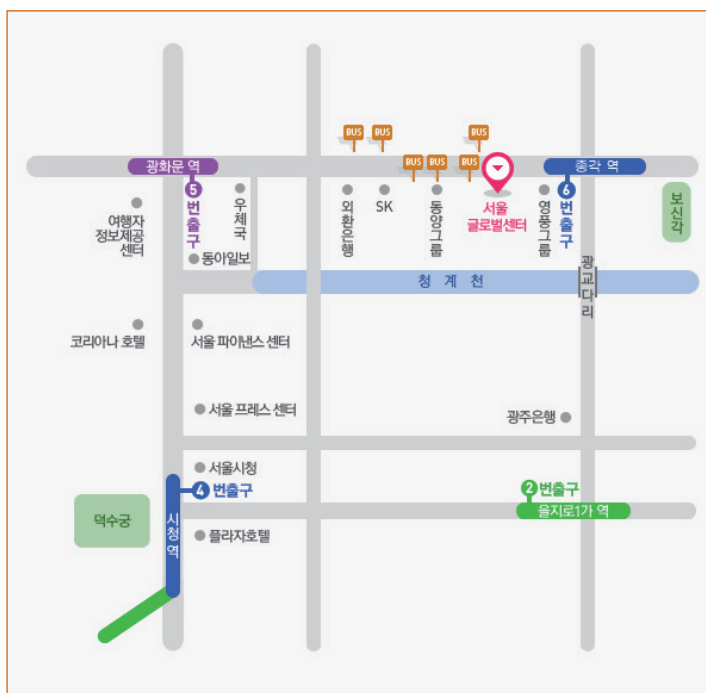 BUS
BUS
BUS
BUS
BUS
BUS
광화문 역
종각 역
5
번출구
6
번출구
여행자
정보제공
센터
우체국
외환은행
SK
동양그룹
서울
글로벌센터
영풍그룹
보신각
동아일보
청계천
광교다리
코리아나 호텔
서울 파이낸스 센터
서울 프레스 센터
광주은행
서울시청
4 번출구
2 번출구
덕수궁
시청역
을지로1가 역
플라자호텔